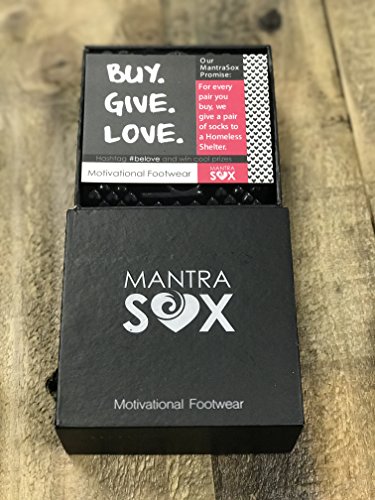 BUY.
GIVE.
LOVE.
Our
MantraSox
Promise:
For every
pair you
buy, we
give a pair
of socks to
a Homeless
Shelter.
Hashtag #belove and win cool prizes
Motivational Footwear
MANTRA
SOX
MANTRA
SOX
Motivational Footwear